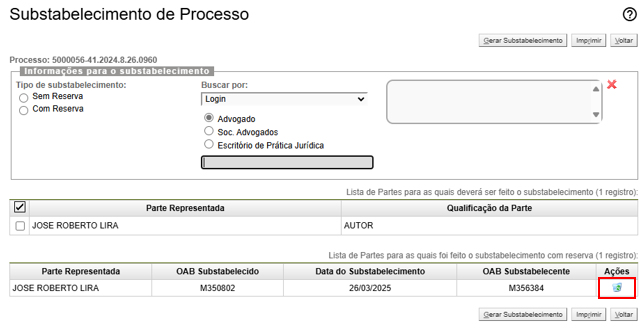 Substabelecimento de Processo
Gerar Substabelecimento Imprimir Voltar
Processo: 5000056-41.2024.8.26.0960
Informações para o substabelecimento
Tipo de substabelecimento: Buscar por:
Sem Reserva Login
Com Reserva
Advogado
Soc. Advogados
Escritório de Prática Jurídica
Lista de Partes para as quais deverá ser feito o substabelecimento (1 registro):
Parte Representada Qualificação da Parte
JOSE ROBERTO LIRA AUTOR
Lista de Partes para as quais foi feito o substabelecimento com reserva (1 registro):
Parte Representada OAB Substabelecido Data do Substabelecimento OAB Substabelecente Ações
JOSE ROBERTO LIRA M350802 26/03/2025 M356384
Gerar Substabelecimento Imprimir Voltar